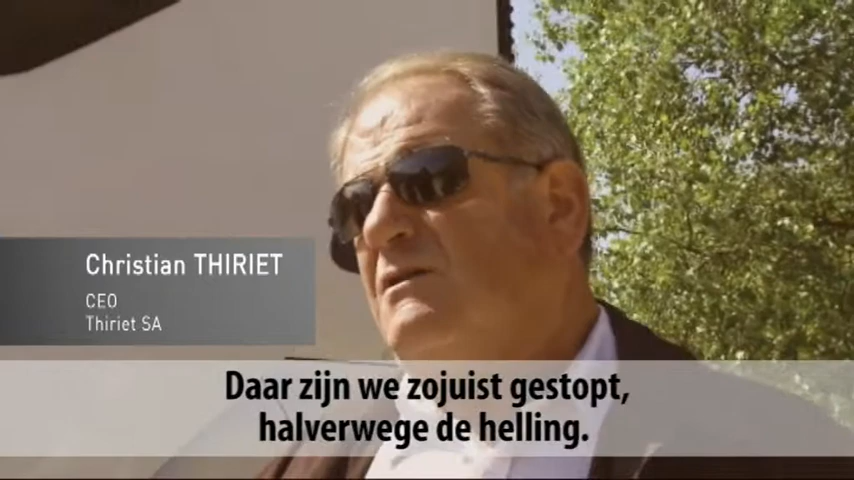 Christian THIRIET
CEO
Thiriet SA
Daar zijn we zojuist gestopt,
halverwege de helling.